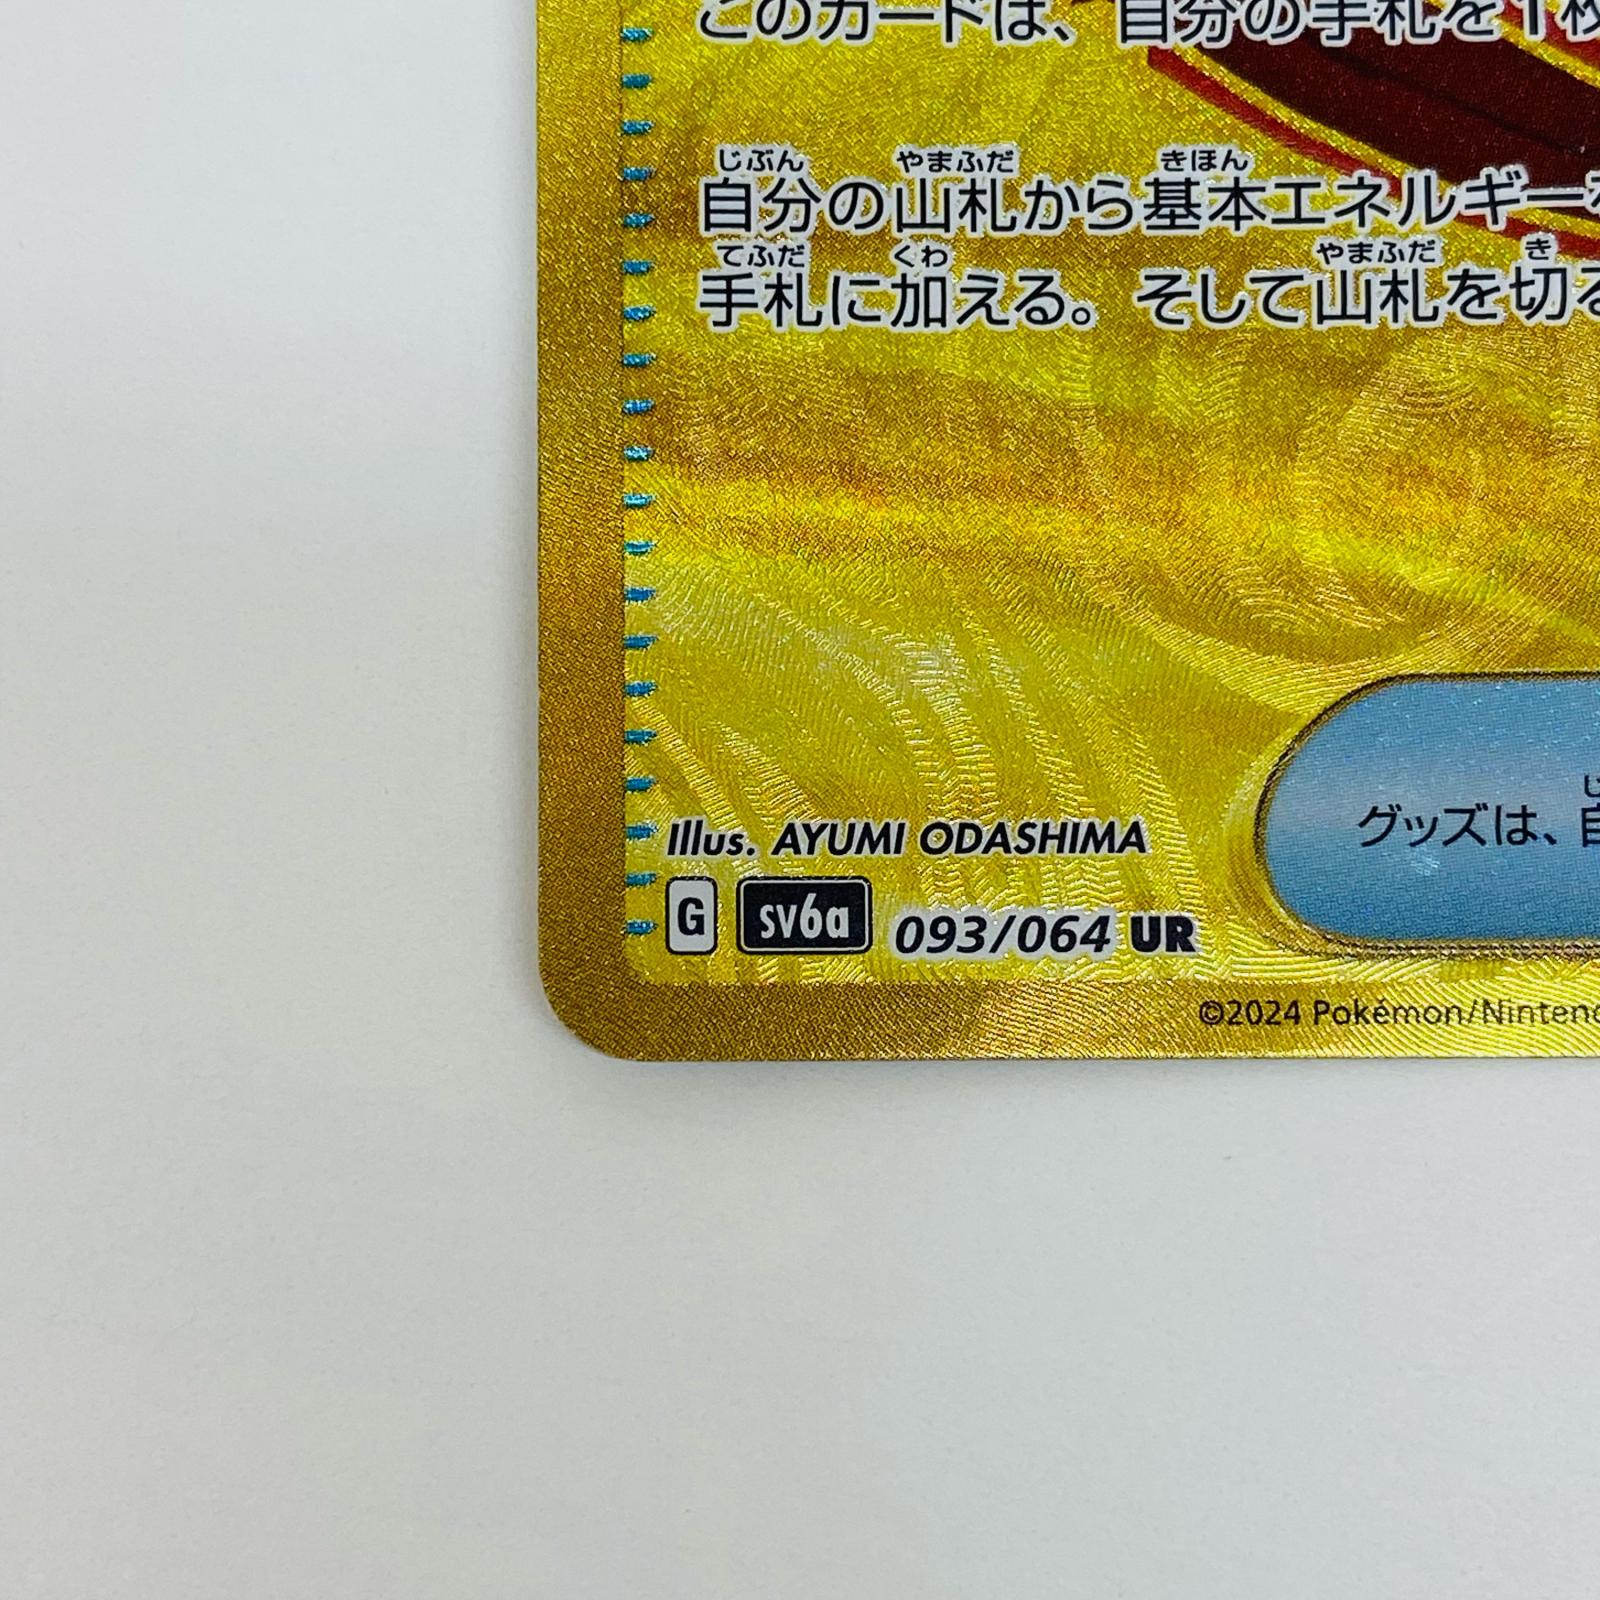 このカードは、自分の手札を1枚
じぶん やまふだ きほん
自分の山札から基本エネルギー
てふだ くわ やまふだ き
手札に加える。そして山札を切る
じ
グッズは、自
Illus. AYUMI ODASHIMA
G sv6a 093/064 UR
©2024 Pokémon/Nintendo